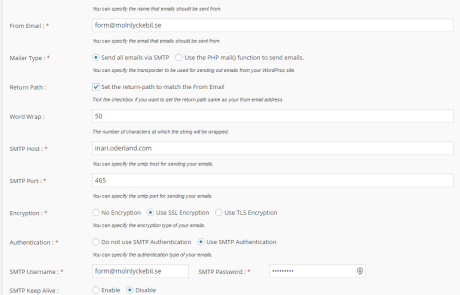 You can specify the name that emails should be sent from.
From Email : * form@molnlyckebil.se
You can specify the email that emails should be sent from.
Mailer Type : * Send all emails via SMTP Use the PHP mail() function to send emails.
You can specify the transporter to be used for sending out emails from your WordPress site.
Return Path : Set the return-path to match the From Email
Tick the checkbox if you want to set the return path same as your from email address.
Word Wrap : 50
The number of characters at which the string will be wrapped.
SMTP Host : * inari.oderland.com
You can specify the smtp host for sending your emails.
SMTP Port : * 465
You can specify the smtp port for sending your emails.
Encryption : * No Encryption Use SSL Encryption Use TLS Encryption
You can specify the encryption type of your emails.
Authentication : * Do not use SMTP Authentication Use SMTP Authentication
You can specify the authentication type of your emails.
SMTP Username : * form@molnlyckebil.se SMTP Password : * •••••••••
SMTP Keep Alive : Enable Disable